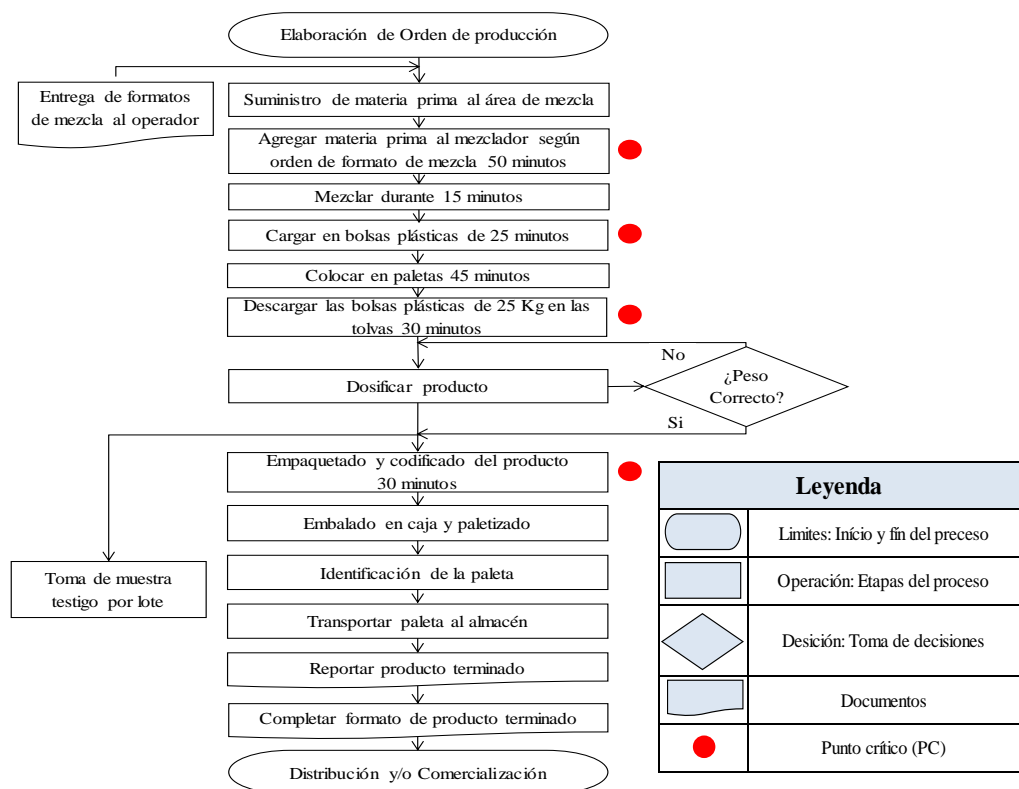 Elaboración de Orden de producción
Entrega de formatos
de mezcla al operador
Suministro de materia prima al área de mezcla
Agregar materia prima al mezclador según
orden de formato de mezcla 50 minutos
Mezclar durante 15 minutos
Cargar en bolsas plásticas de 25 minutos
Colocar en paletas 45 minutos
Descargar las bolsas plásticas de 25 Kg en las
tolvas 30 minutos
No
Dosificar producto
¿Peso
Correcto?
Si
Empaquetado y codificado del producto
30 minutos
Embalado en caja y paletizado
Toma de muestra
testigo por lote
Identificación de la paleta
Transportar paleta al almacén
Reportar producto terminado
Completar formato de producto terminado
Distribución y/o Comercialización
Leyenda
Limites: Início y fín del preceso
Operación: Etapas del proceso
Desición: Toma de decisiones
Documentos
Punto crítico (PC)